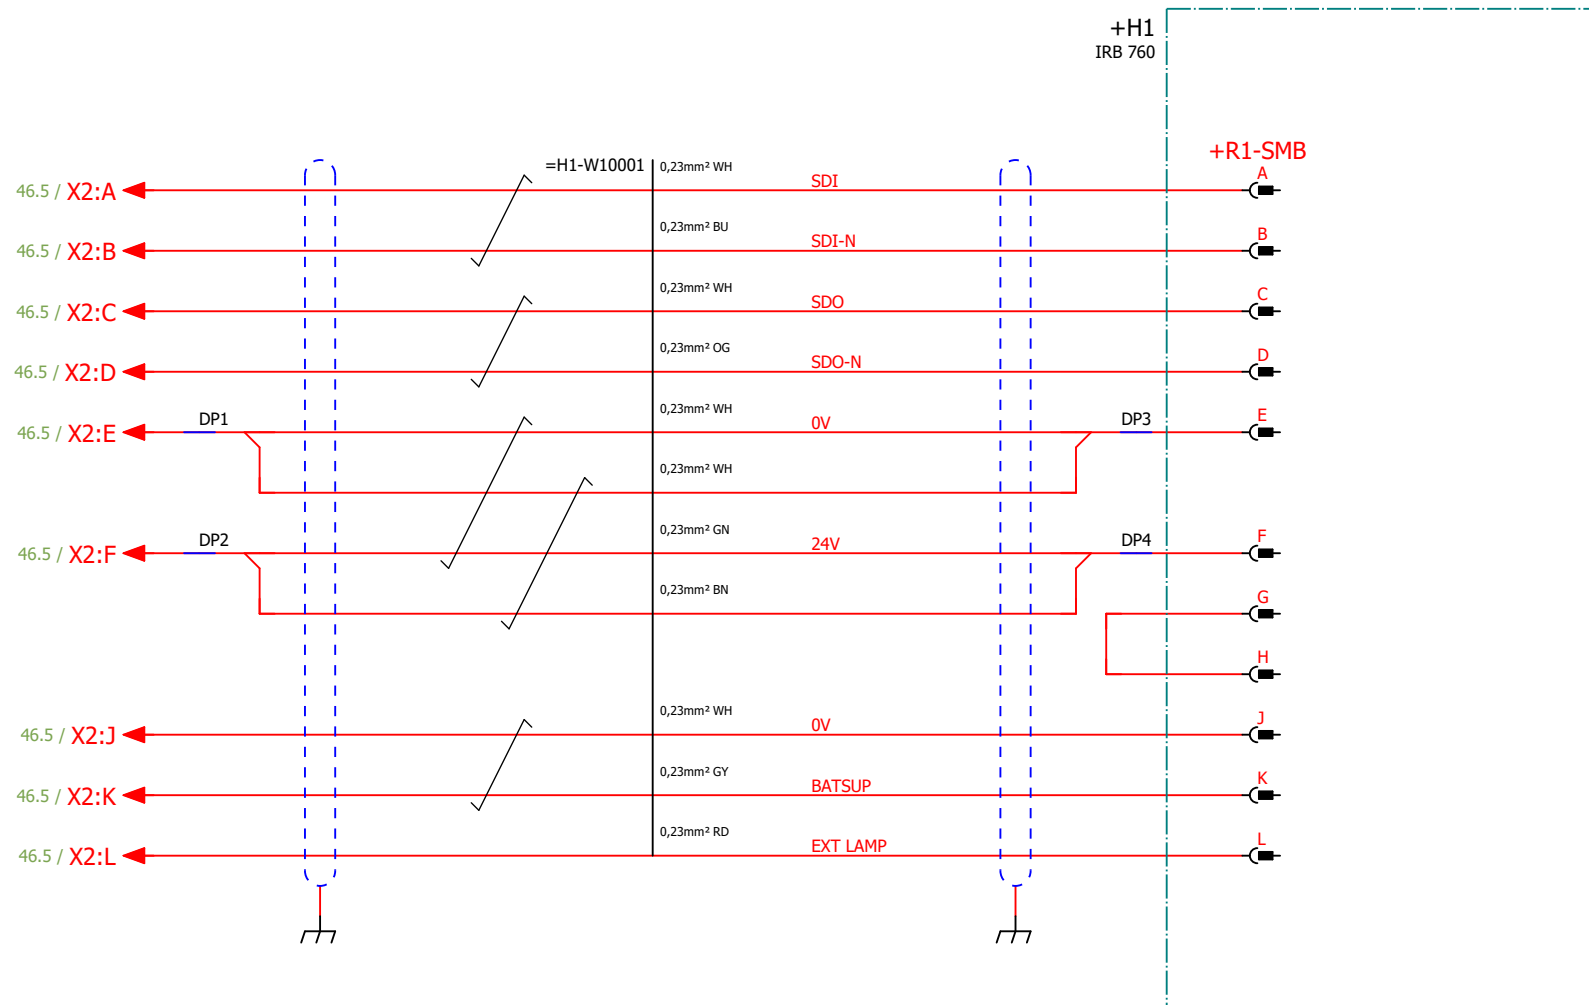 +H1
IRB 760
+R1-SMB
=H1-W10001
0,23mm² WH
46.5 / X2:A
SDI
A
0,23mm² BU
46.5 / X2:B
SDI-N
B
0,23mm² WH
46.5 / X2:C
SDO
C
0,23mm² OG
46.5 / X2:D
SDO-N
D
0,23mm² WH
46.5 / X2:E
DP1
0V
DP3
E
0,23mm² WH
0,23mm² GN
46.5 / X2:F
DP2
24V
DP4
F
0,23mm² BN
G
H
0,23mm² WH
46.5 / X2:J
0V
J
0,23mm² GY
46.5 / X2:K
BATSUP
K
0,23mm² RD
46.5 / X2:L
EXT LAMP
L